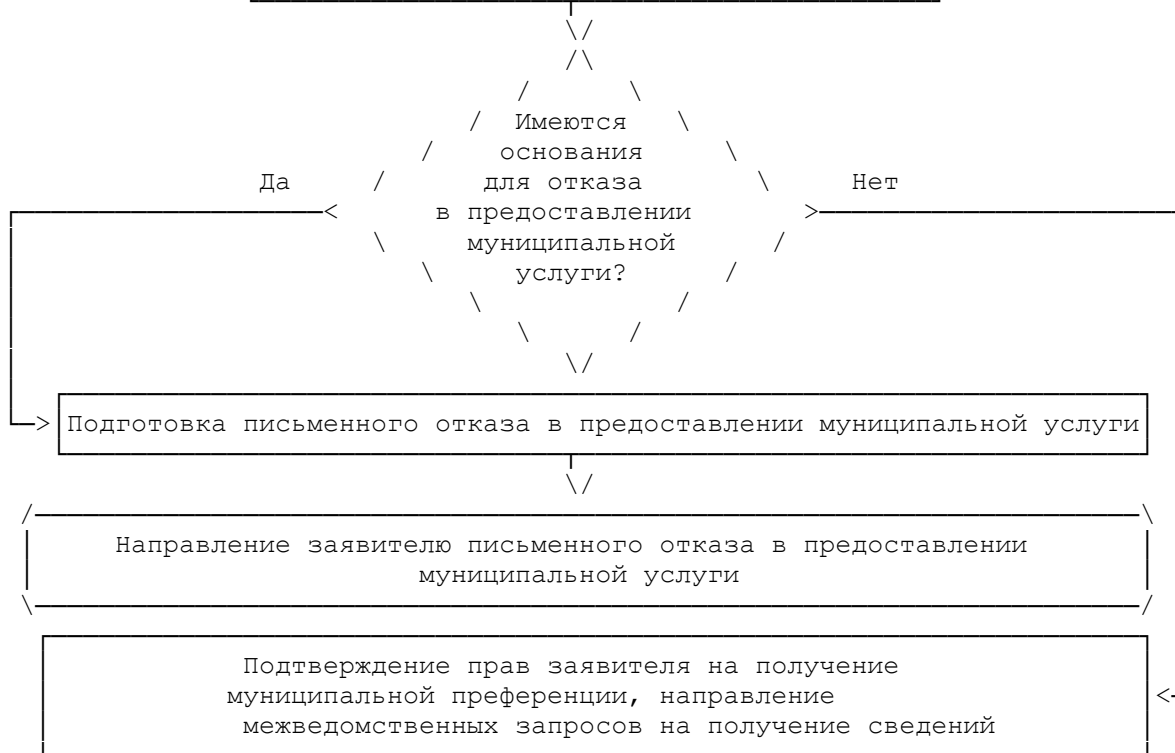 Имеются
основания
Да для отказа Нет
в предоставлении
муниципальной
услуги?
Подготовка письменного отказа в предоставлении муниципальной услуги
Направление заявителю письменного отказа в предоставлении
муниципальной услуги
Подтверждение прав заявителя на получение
муниципальной преференции, направление
межведомственных запросов на получение сведений